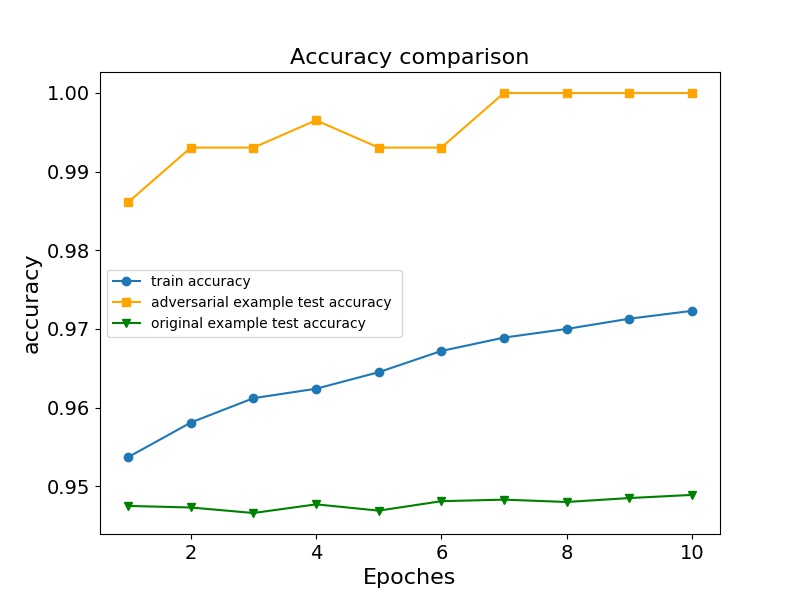 Accuracy comparison
1.00
0.99
0.98
0.97
0.96
0.95
accuracy
train accuracy
adversarial example test accuracy
original example test accuracy
2 4 6 8 10
Epoches